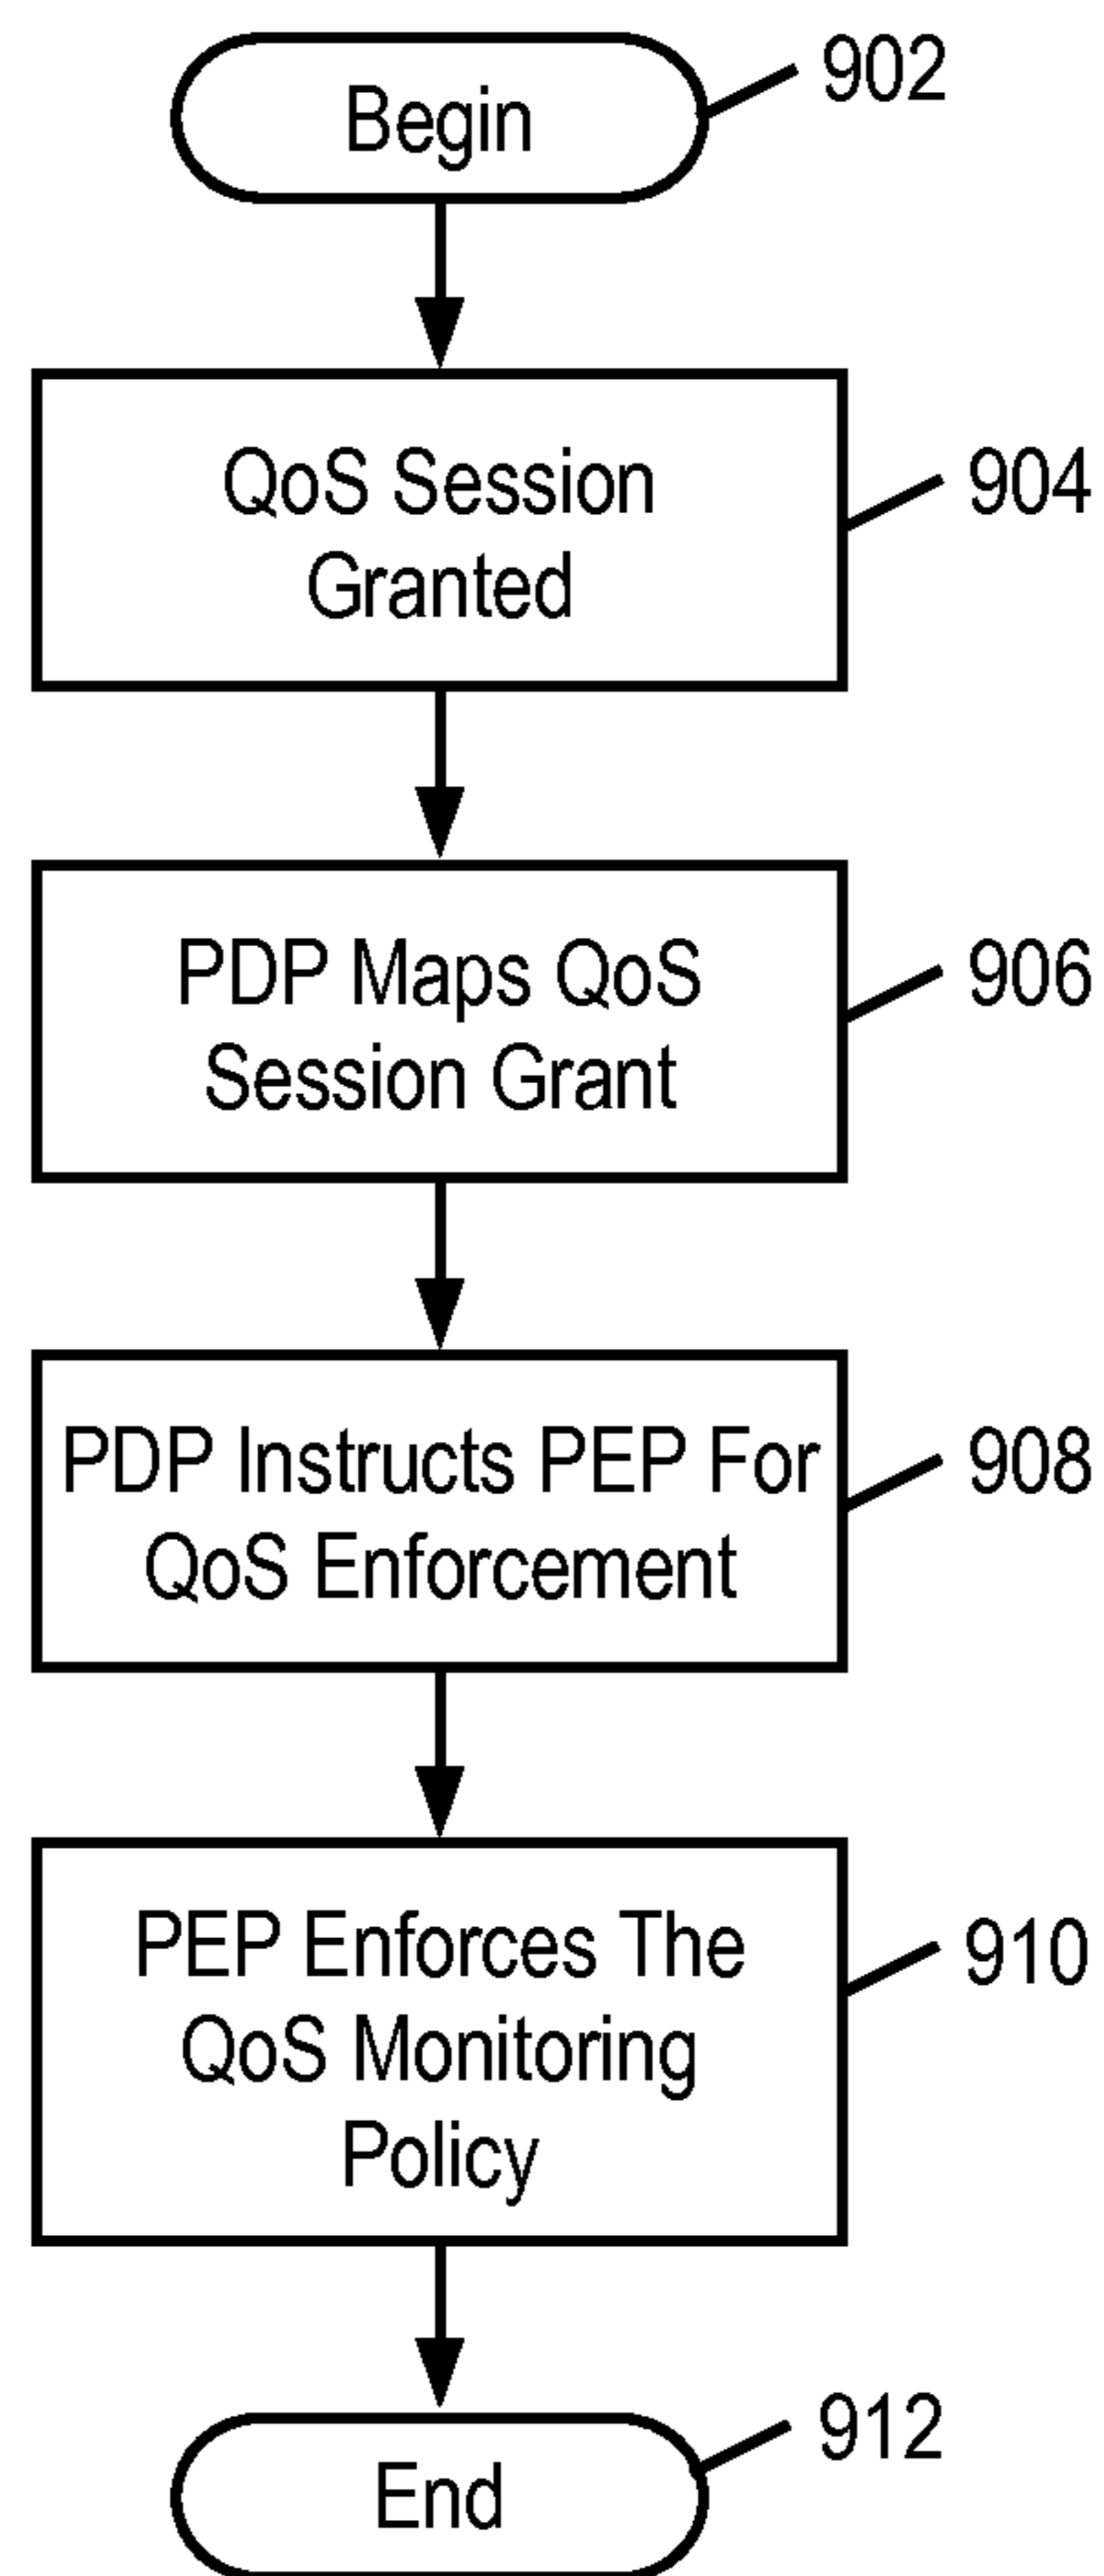 Begin
902
QoS Session
Granted
904
PDP Maps QoS
Session Grant
906
PDP Instructs PEP For
QoS Enforcement
908
PEP Enforces The
QoS Monitoring
Policy
910
End
912